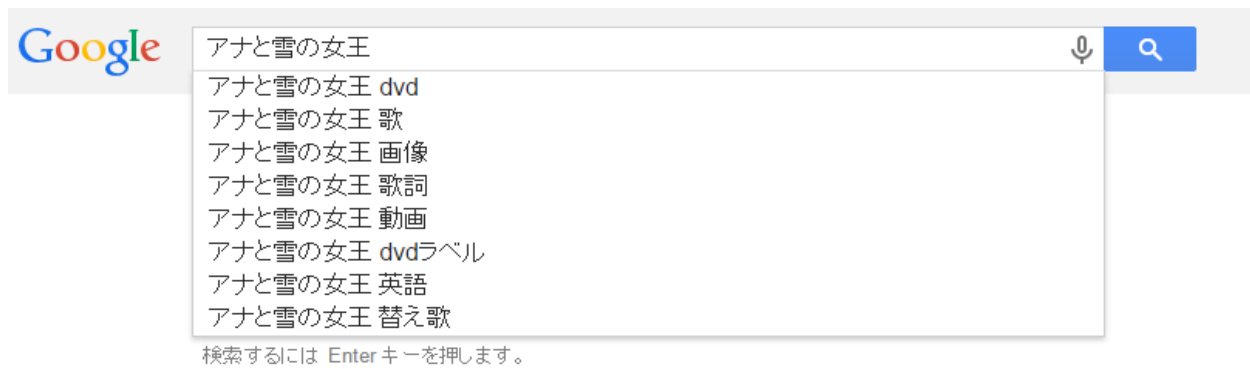 Google アナと雪の女王
アナと雪の女王 dvd
アナと雪の女王 歌
アナと雪の女王 画像
アナと雪の女王 歌詞
アナと雪の女王 動画
アナと雪の女王 dvdラベル
アナと雪の女王 英語
アナと雪の女王 替え歌
検索するには Enter キーを押します。